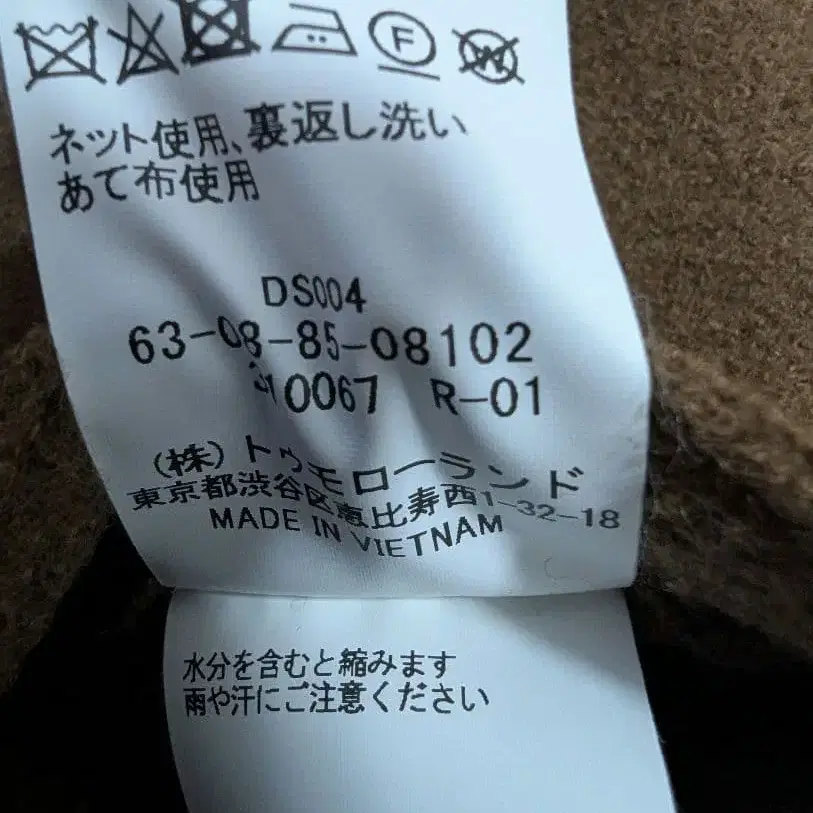 F W
ネット使用、裏返し洗い
あて布使用
DS004
63-08-85-08102
10067 R-01
(株)トゥモローランド
東京都渋谷区恵比寿西1-32-18
MADE IN VIETNAM
水分を含むと縮みます
雨や汗にご注意ください